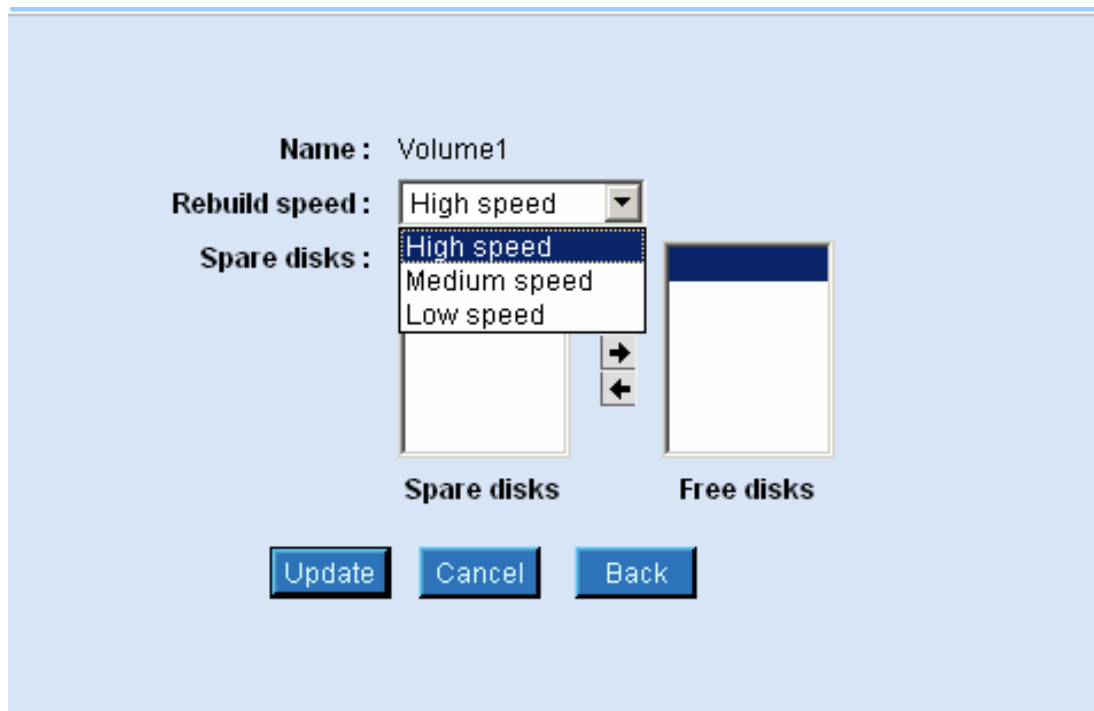 Name : Volume1
Rebuild speed : High speed
Spare disks : High speed
Medium speed
Low speed
Spare disks Free disks
Update Cancel Back